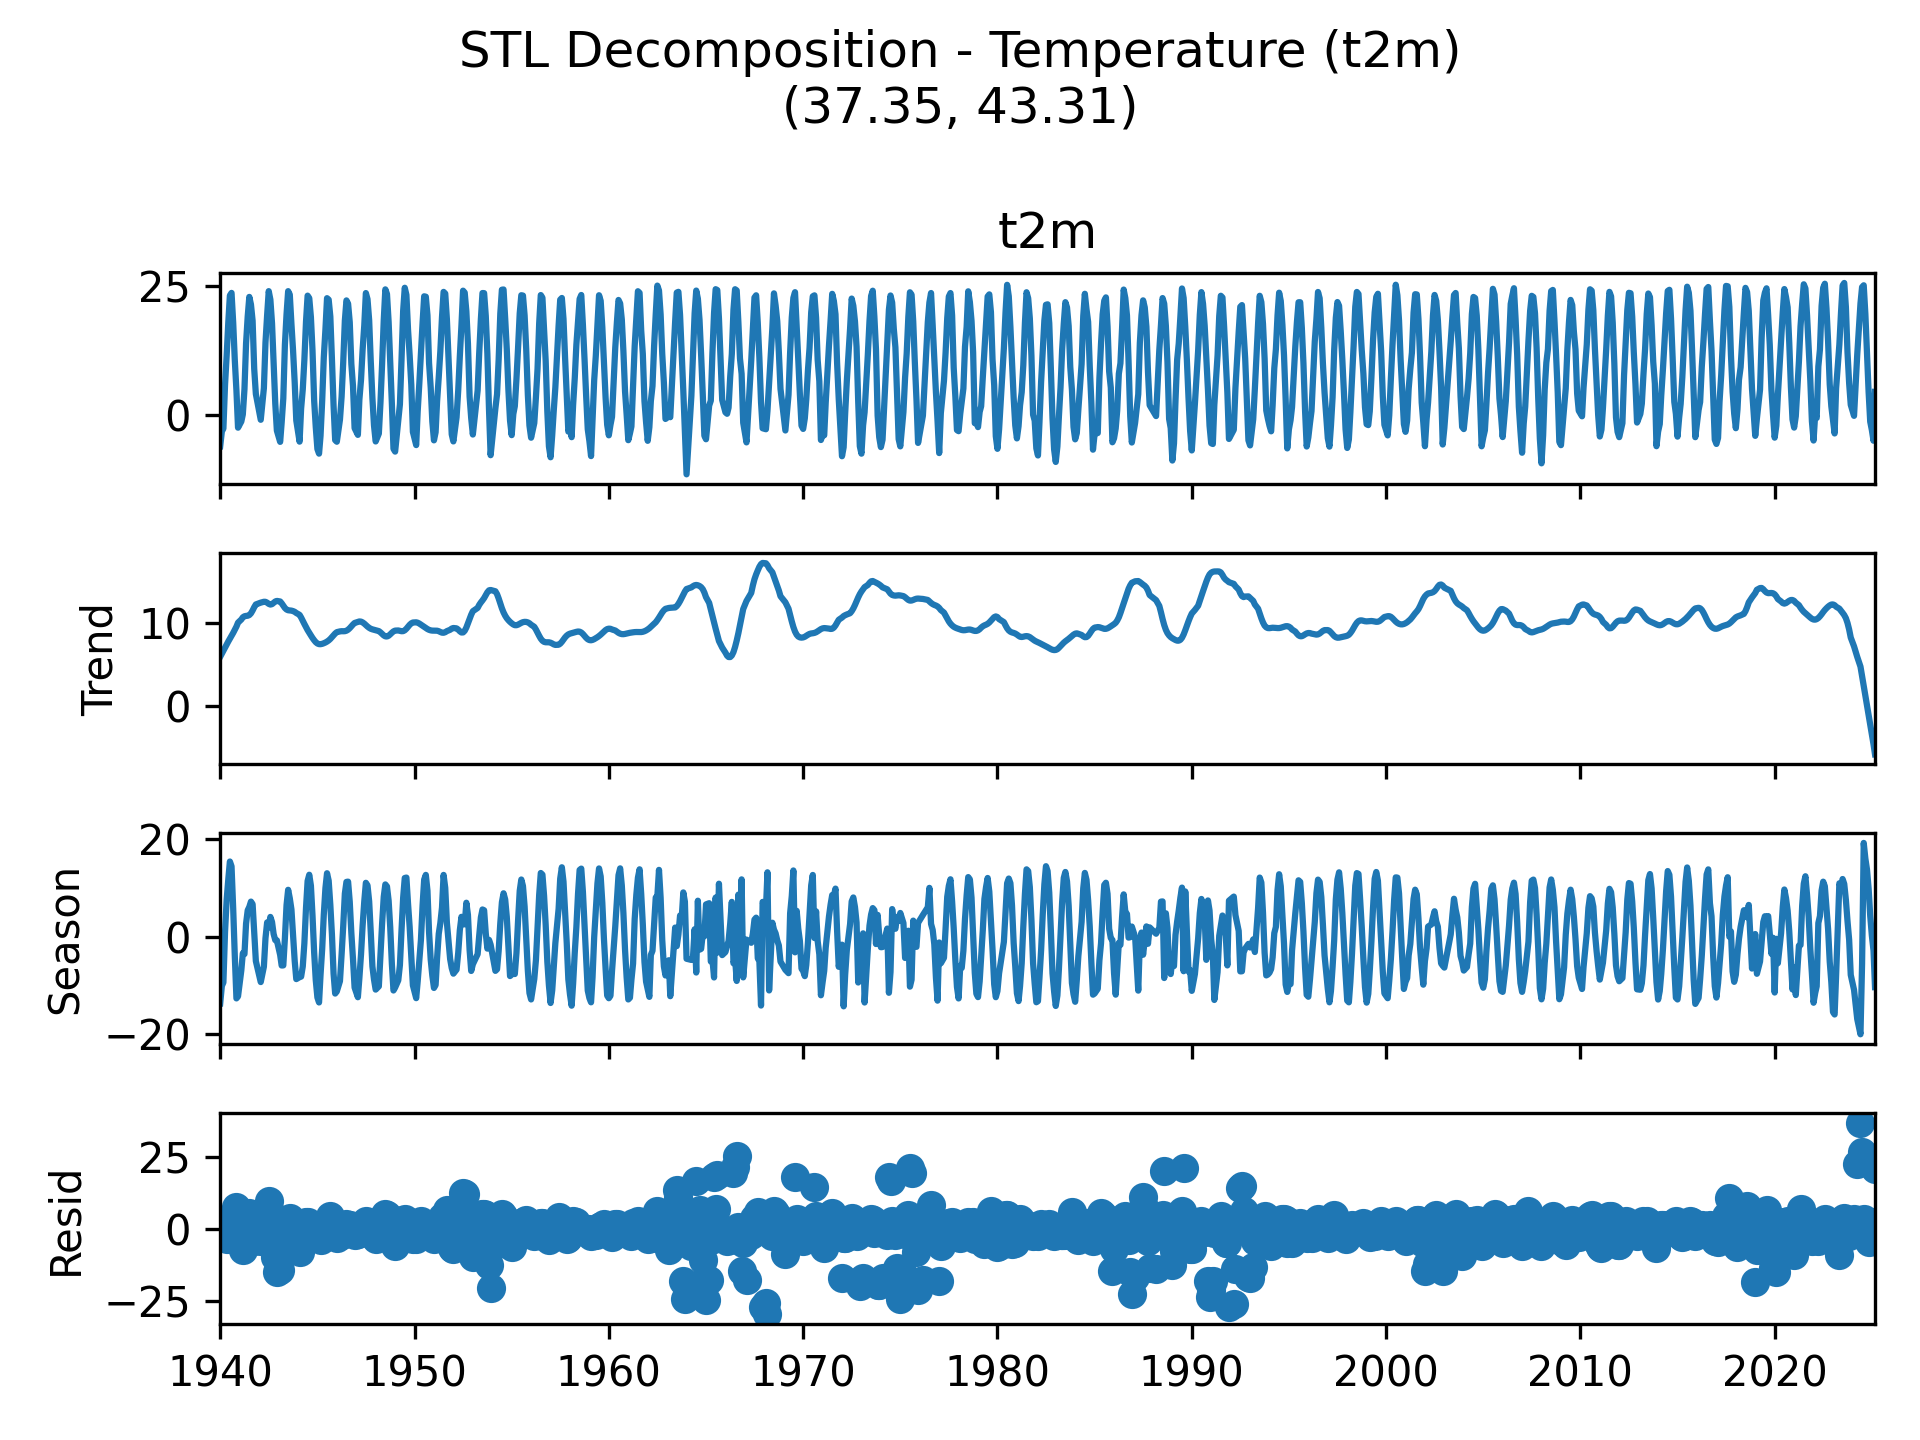 STL Decomposition - Temperature (t2m)
(37.35, 43.31)
t2m
25
0
Trend
10
0
Season
20
0
−20
Resid
25
0
−25
1940 1950 1960 1970 1980 1990 2000 2010 2020